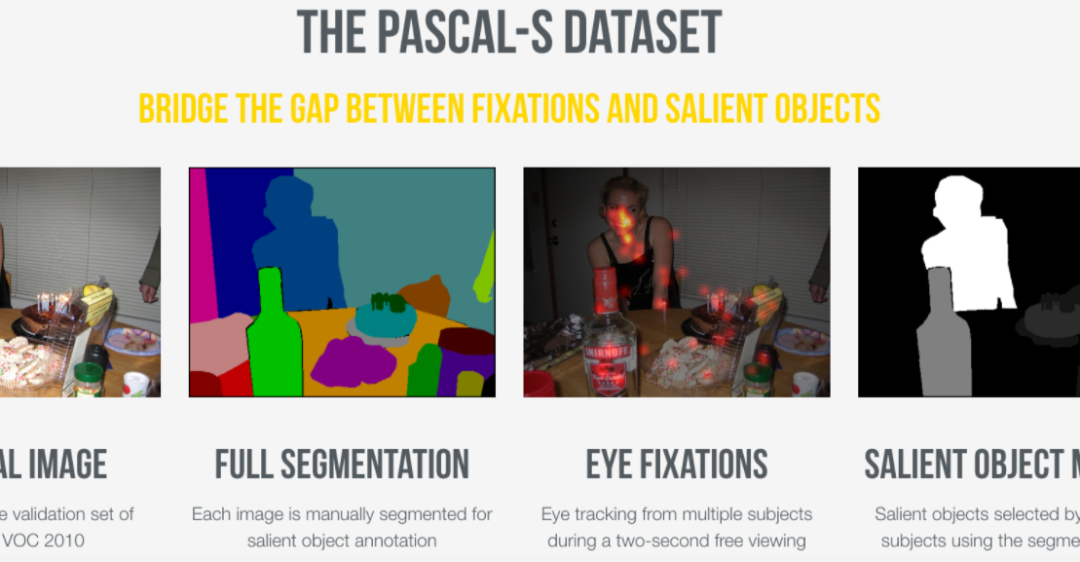 THE PASCAL-S DATASET
BRIDGE THE GAP BETWEEN FIXATIONS AND SALIENT OBJECTS
SMIRNOFF
AL IMAGE
e validation set of
VOC 2010
FULL SEGMENTATION
Each image is manually segmented for
salient object annotation
EYE FIXATIONS
Eye tracking from multiple subjects
during a two-second free viewing
SALIENT OBJECT
Salient objects selected by
subjects using the segme